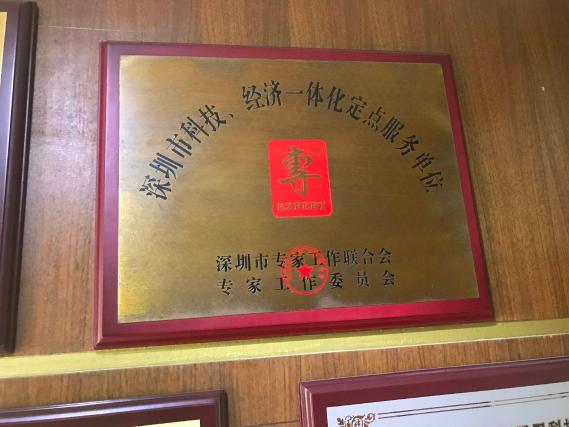 深圳市科技、经济一体化定点服务单位
專
EXPERT
深圳市专家工作联合会
专家工作委员会